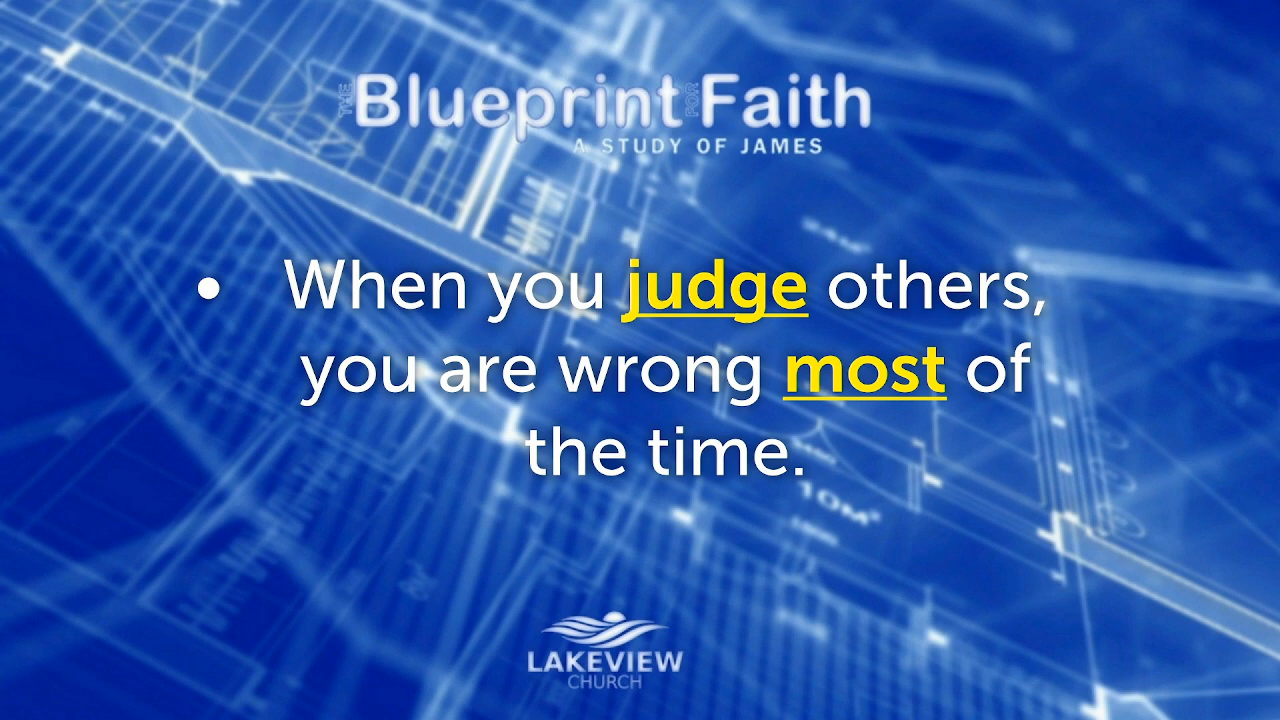 THE Blueprint FOR Faith
A STUDY OF JAMES
• When you judge others,
you are wrong most of
the time.
10M²
LAKEVIEW
CHURCH